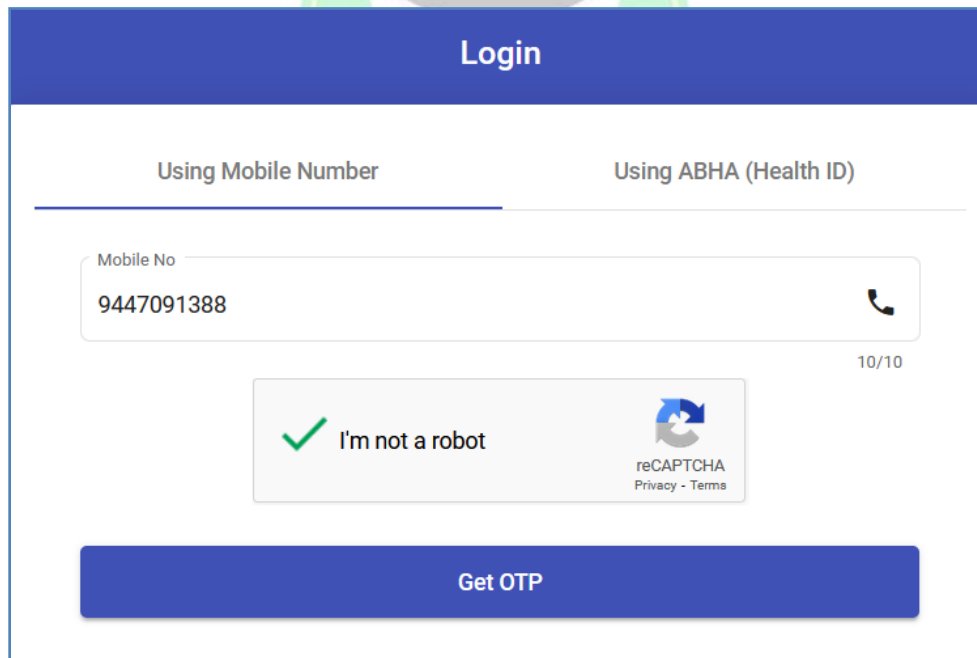 Login
Using Mobile Number
Using ABHA (Health ID)
Mobile No
9447091388
10/10
I'm not a robot
reCAPTCHA
Privacy - Terms
Get OTP